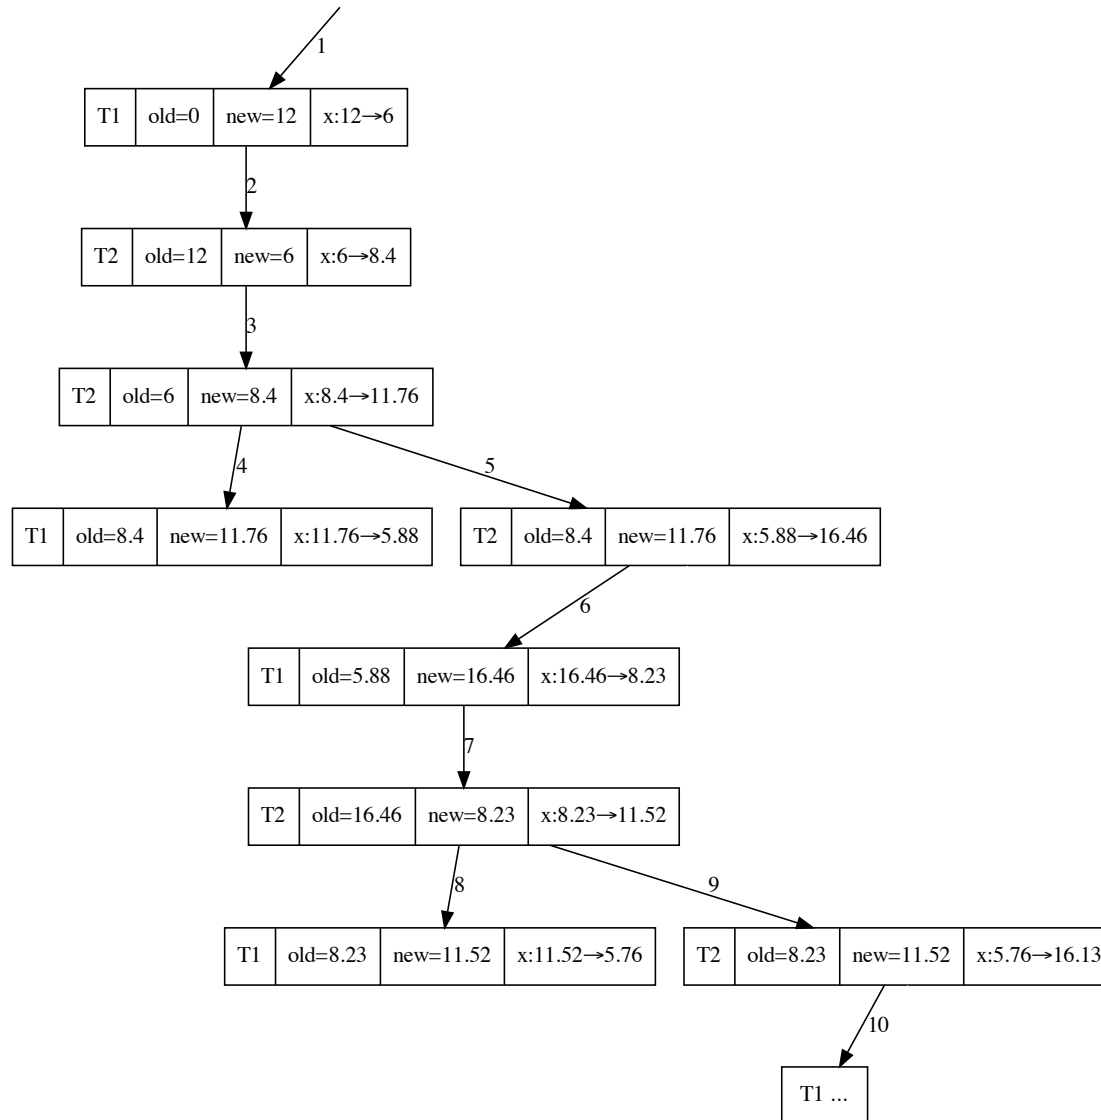 1
T1 old=0 new=12 x:12→6
2
T2 old=12 new=6 x:6→8.4
3
T2 old=6 new=8.4 x:8.4→11.76
4 5
T1 old=8.4 new=11.76 x:11.76→5.88
T2 old=8.4 new=11.76 x:5.88→16.46
6
T1 old=5.88 new=16.46 x:16.46→8.23
7
T2 old=16.46 new=8.23 x:8.23→11.52
8 9
T1 old=8.23 new=11.52 x:11.52→5.76
T2 old=8.23 new=11.52 x:5.76→16.13
10
T1 ...